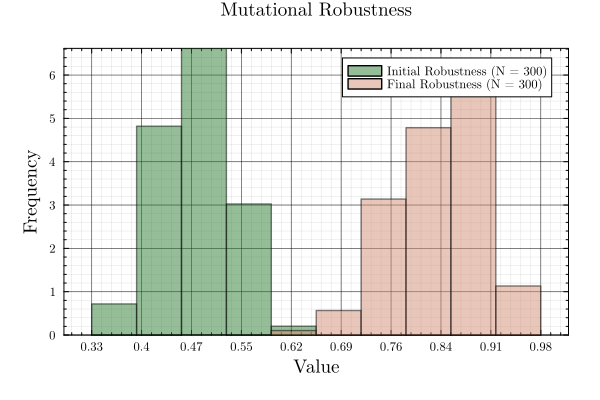 Mutational Robustness
Initial Robustness (N = 300)
Final Robustness (N = 300)
Frequency
6
5
4
3
2
1
0
0.33 0.4 0.47 0.55 0.62 0.69 0.76 0.84 0.91 0.98
Value